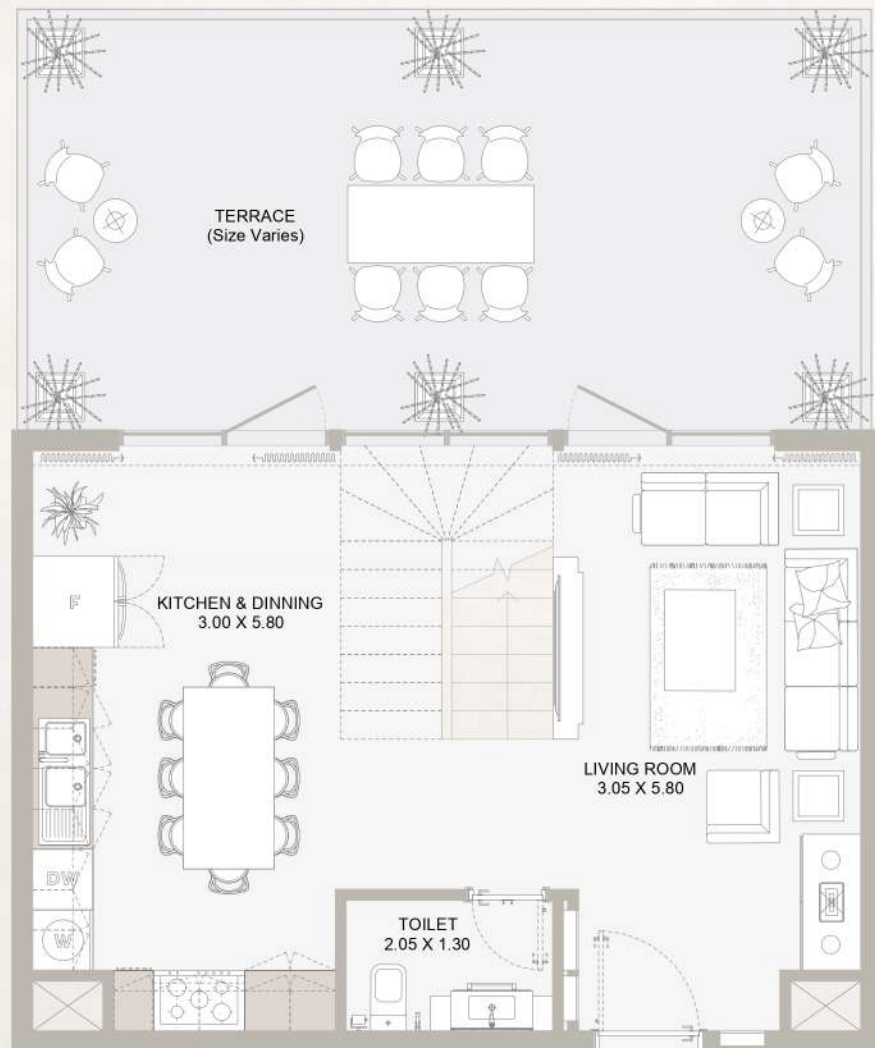 TERRACE
(Size Varies)
F
KITCHEN & DINNING
3.00 X 5.80
LIVING ROOM
3.05 X 5.80
DW
W
TOILET
2.05 X 1.30